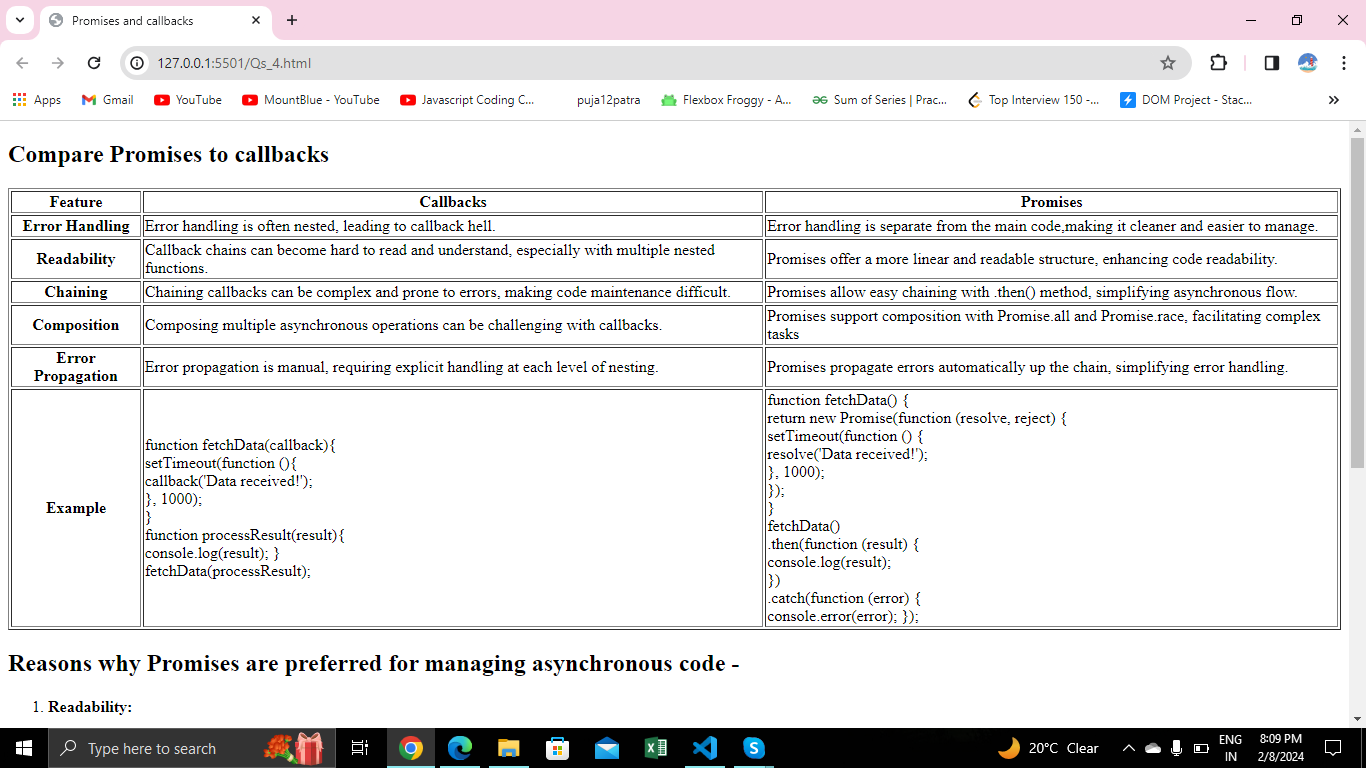 Promises and callbacks
127.0.0.1:5501/Qs_4.html
Apps Gmail YouTube MountBlue - YouTube Javascript Coding C... puja12patra Flexbox Froggy - A... Sum of Series | Prac... Top Interview 150 -... DOM Project - Stac...
Compare Promises to callbacks
Feature Callbacks Promises
Error Handling Error handling is often nested, leading to callback hell. Error handling is separate from the main code,making it cleaner and easier to manage.
Readability
Callback chains can become hard to read and understand, especially with multiple nested
functions.
Promises offer a more linear and readable structure, enhancing code readability.
Chaining Chaining callbacks can be complex and prone to errors, making code maintenance difficult. Promises allow easy chaining with .then() method, simplifying asynchronous flow.
Composition Composing multiple asynchronous operations can be challenging with callbacks.
Promises support composition with Promise.all and Promise.race, facilitating complex
tasks
Error
Propagation
Error propagation is manual, requiring explicit handling at each level of nesting. Promises propagate errors automatically up the chain, simplifying error handling.
Example
function fetchData(callback){
setTimeout(function (){
callback('Data received!');
}, 1000);
}
function processResult(result){
console.log(result); }
fetchData(processResult);
function fetchData() {
return new Promise(function (resolve, reject) {
setTimeout(function () {
resolve('Data received!');
}, 1000);
});
}
fetchData()
.then(function (result) {
console.log(result);
})
.catch(function (error) {
console.error(error); });
Reasons why Promises are preferred for managing asynchronous code -
1. Readability:
Type here to search
20°C Clear
ENG
IN
8:09 PM
2/8/2024